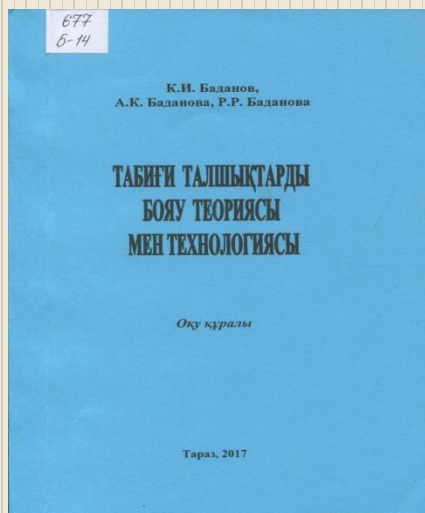 677
Б-14
К.И. Баданов,
А.К. Баданова, Р.Р. Баданова
ТАБИҒИ ТАЛШЫҚТАРДЫ
БОЯУ ТЕОРИЯСЫ
МЕН ТЕХНОЛОГИЯСЫ
Оқу құралы
Тараз, 2017